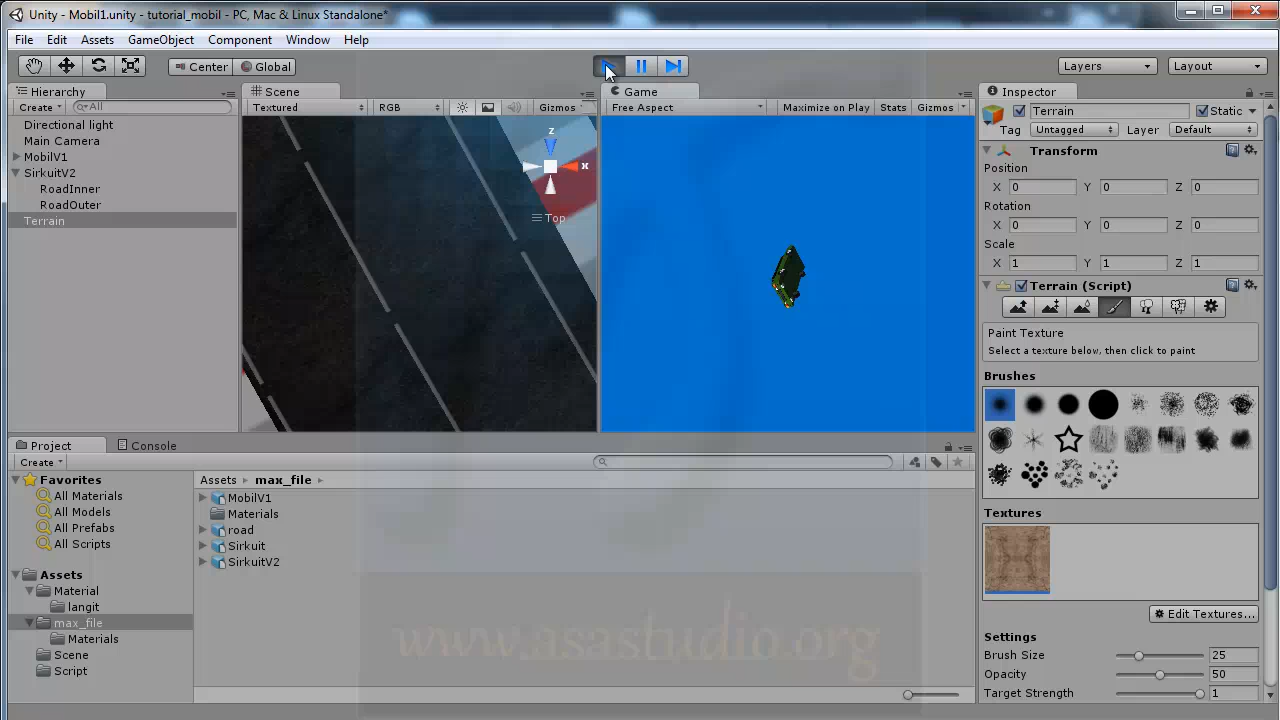 Unity - Mobil1.unity - tutorial_mobil - PC, Mac & Linux Standalone*
File Edit Assets GameObject Component Window Help
Center Global Layers Layout
Hierarchy
Create All
Directional light
Main Camera
MobilV1
SirkuitV2
RoadInner
RoadOuter
Terrain
Scene
Textured RGB Gizmos
z
x
Top
Game
Free Aspect Maximize on Play Stats Gizmos
Inspector
Terrain Static
Tag Untagged Layer Default
Transform
Position
X 0 Y 0 Z 0
Rotation
X 0 Y 0 Z 0
Scale
X 1 Y 1 Z 1
Terrain (Script)
Paint Texture
Select a texture below, then click to paint
Brushes
Textures
Edit Textures...
Settings
Brush Size 25
Opacity 50
Target Strength 1
Project Console
Create
Favorites
All Materials
All Models
All Prefabs
All Scripts
Assets
Material
langit
max_file
Materials
Scene
Script
Assets max_file
MobilV1
Materials
road
Sirkuit
SirkuitV2
www.asastudio.org